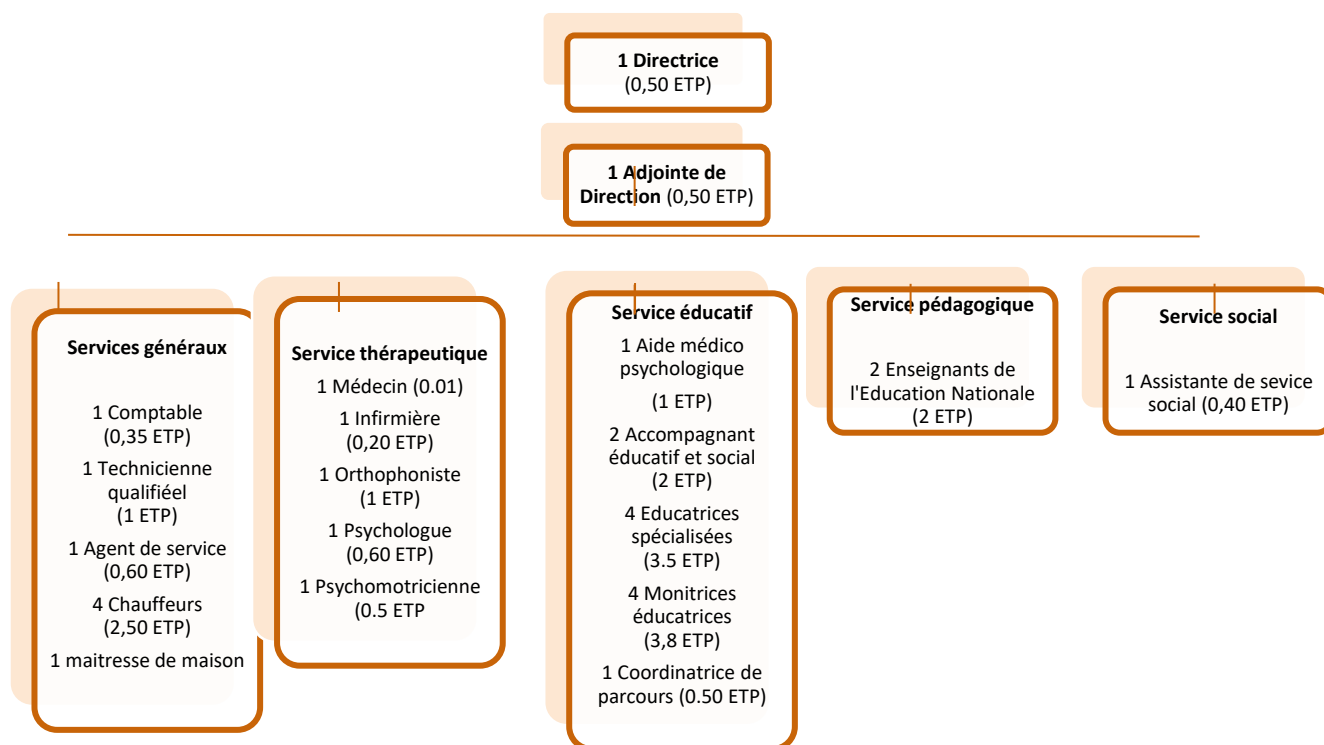 1 Directrice
(0,50 ETP)
1 Adjointe de
Direction (0,50 ETP)
Services généraux
1 Comptable
(0,35 ETP)
1 Technicienne
qualifiéel
(1 ETP)
1 Agent de service
(0,60 ETP)
4 Chauffeurs
(2,50 ETP)
1 maitresse de maison
Service thérapeutique
1 Médecin (0.01)
1 Infirmière
(0,20 ETP)
1 Orthophoniste
(1 ETP)
1 Psychologue
(0,60 ETP)
1 Psychomotricienne
(0.5 ETP
Service éducatif
1 Aide médico
psychologique
(1 ETP)
2 Accompagnant
éducatif et social
(2 ETP)
4 Educatrices
spécialisées
(3.5 ETP)
4 Monitrices
éducatrices
(3,8 ETP)
1 Coordinatrice de
parcours (0.50 ETP)
Service pédagogique
2 Enseignants de
l'Education Nationale
(2 ETP)
Service social
1 Assistante de sevice
social (0,40 ETP)